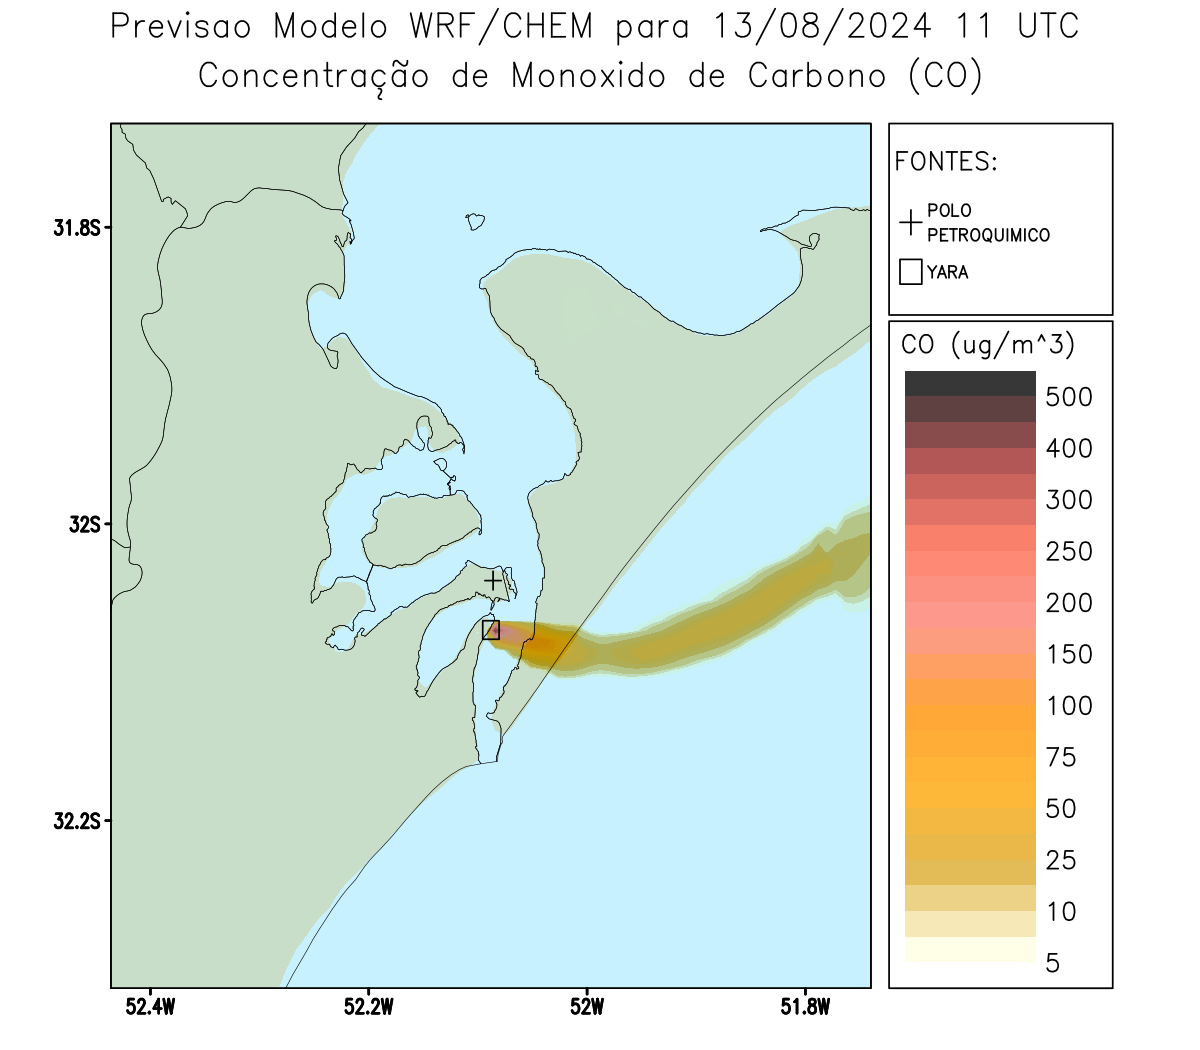 Previsao Modelo WRF/CHEM para 13/08/2024 11 UTC
Concentração de Monoxido de Carbono (CO)
FONTES:
POLO
PETROQUIMICO
YARA
CO (ug/m^3)
500
400
300
250
200
150
100
75
50
25
10
5
31.8S
32S
32.2S
52.4W
52.2W
52W
51.8W